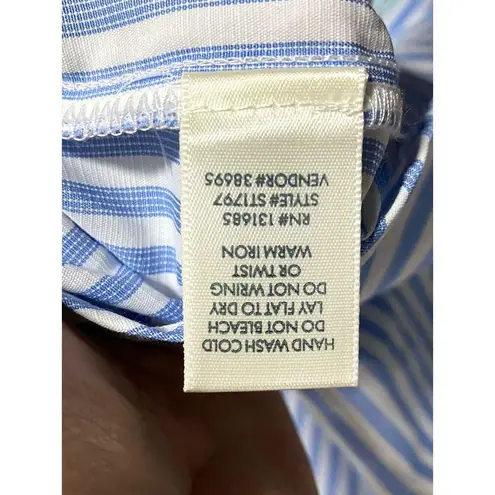 HAND WASH COLD
DO NOT BLEACH
LAY FLAT TO DRY
DO NOT WRING
OR TWIST
WARM IRON
RN# 131685
STYLE# ST1797
VENDOR# 38695